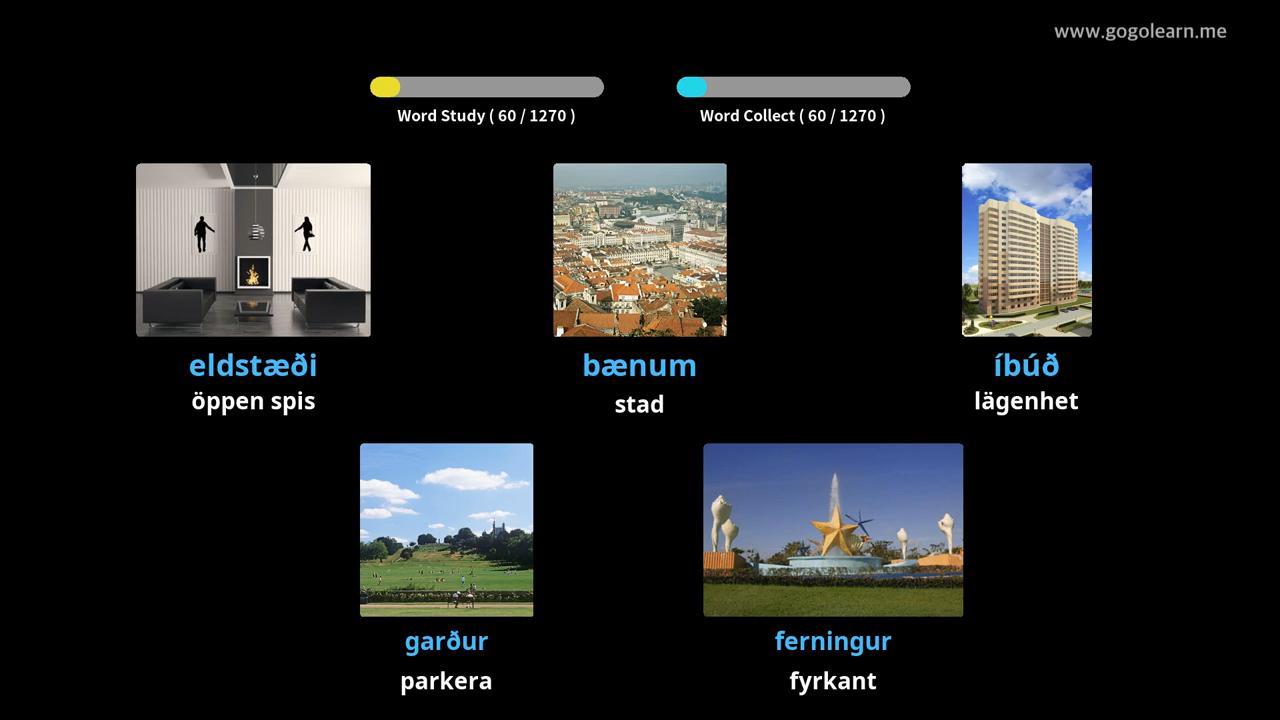 www.gogolearn.me
Word Study ( 60 / 1270 )
Word Collect ( 60 / 1270 )
eldstæði
öppen spis
bænum
stad
íbúð
lägenhet
garður
parkera
ferningur
fyrkant